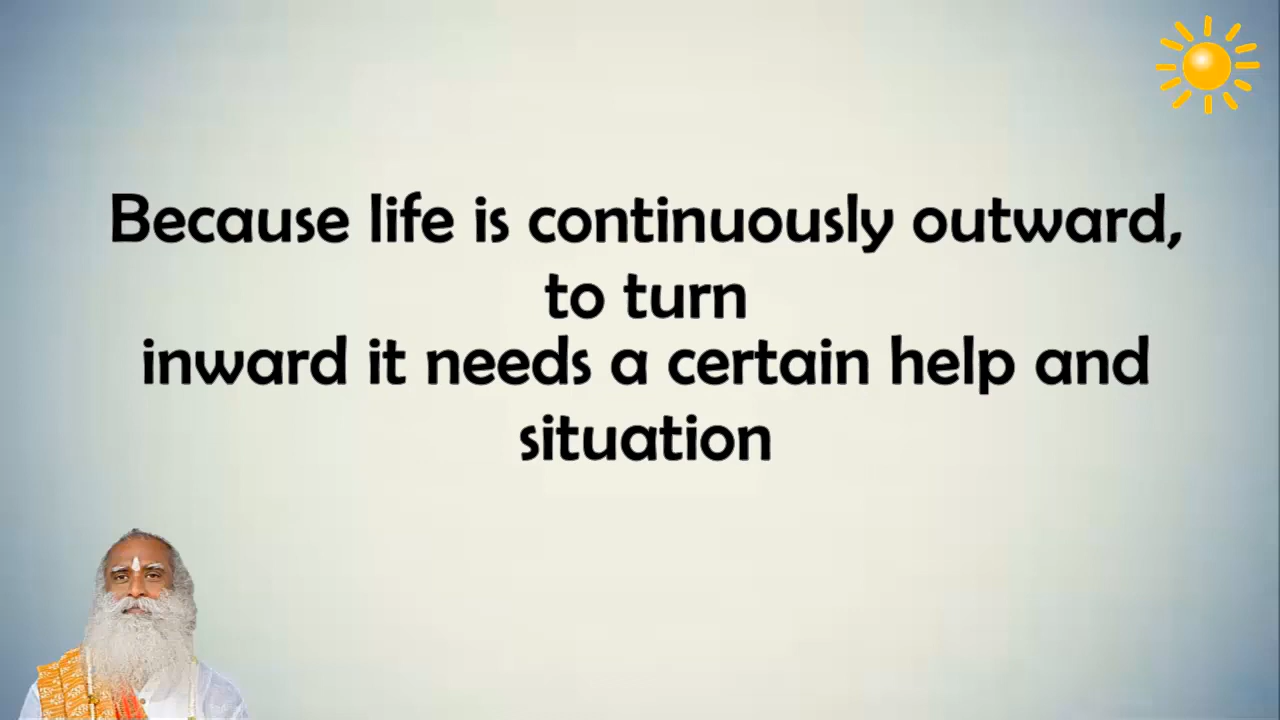 Because life is continuously outward,
to turn
inward it needs a certain help and
situation